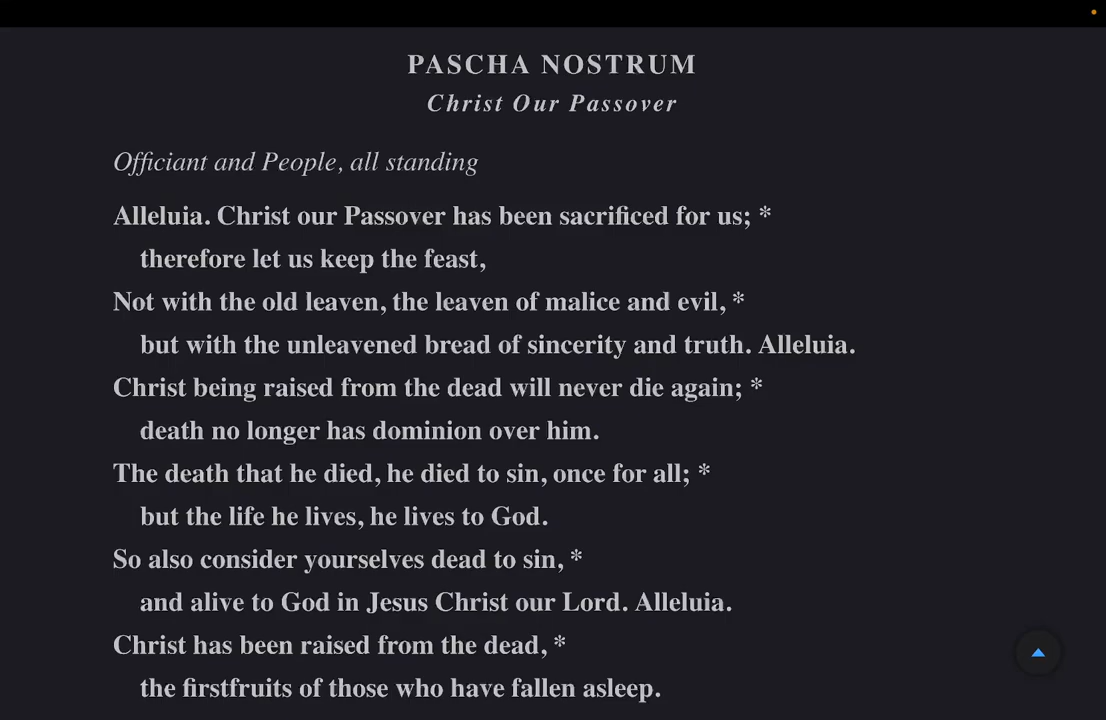 PASCHA NOSTRUM
Christ Our Passover
Officiant and People, all standing
Alleluia. Christ our Passover has been sacrificed for us; *
therefore let us keep the feast,
Not with the old leaven, the leaven of malice and evil, *
but with the unleavened bread of sincerity and truth. Alleluia.
Christ being raised from the dead will never die again; *
death no longer has dominion over him.
The death that he died, he died to sin, once for all; *
but the life he lives, he lives to God.
So also consider yourselves dead to sin, *
and alive to God in Jesus Christ our Lord. Alleluia.
Christ has been raised from the dead, *
the firstfruits of those who have fallen asleep.